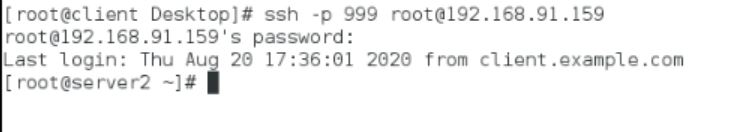 [root@client Desktop]# ssh -p 999 root@192.168.91.159
root@192.168.91.159's password:
Last login: Thu Aug 20 17:36:01 2020 from client.example.com
[root@server2 ~]#